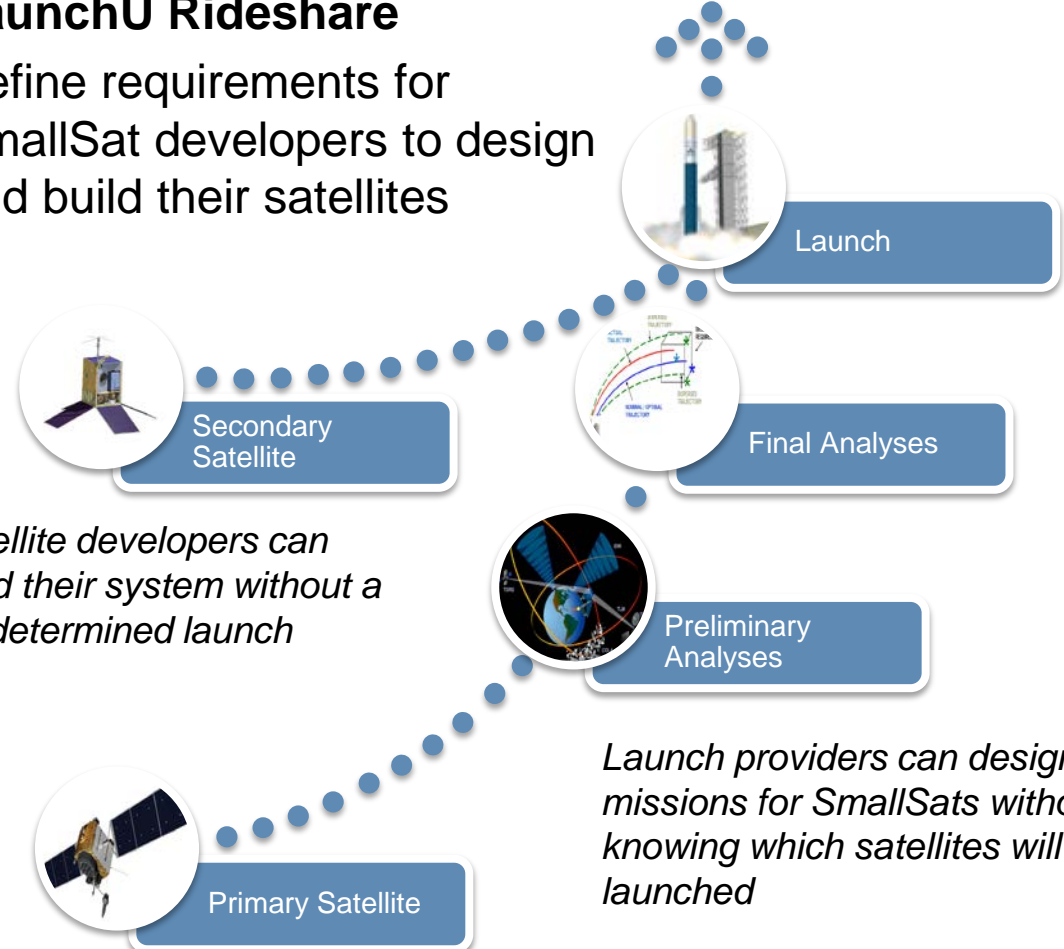 aunchU Rideshare
efine requirements for
mallSat developers to design
d build their satellites
Launch
Secondary
Satellite
Final Analyses
ellite developers can
d their system without a
determined launch
Preliminary
Analyses
Launch providers can design
missions for SmallSats witho
knowing which satellites will
launched
Primary Satellite